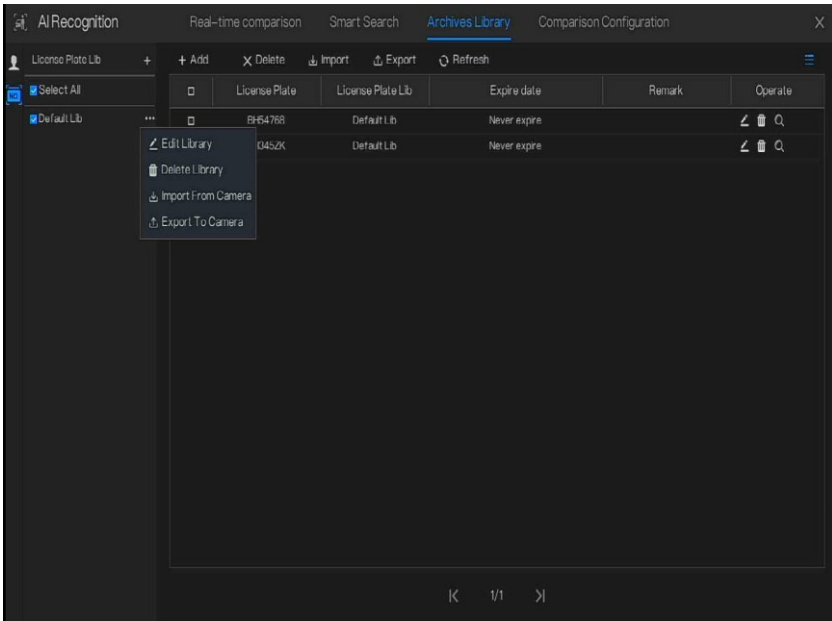 AI Recognition Real-time comparison Smart Search Archives Library Comparison Configuration X
License Plate Lib + + Add X Delete Import Export Refresh
Select All License Plate License Plate Lib Expire date Remark Operate
Default Lib ... BH54768 Default Lib Never expire
Edit Library 345ZK Default Lib Never expire
Delete Library
Import From Camera
Export To Camera
1/1